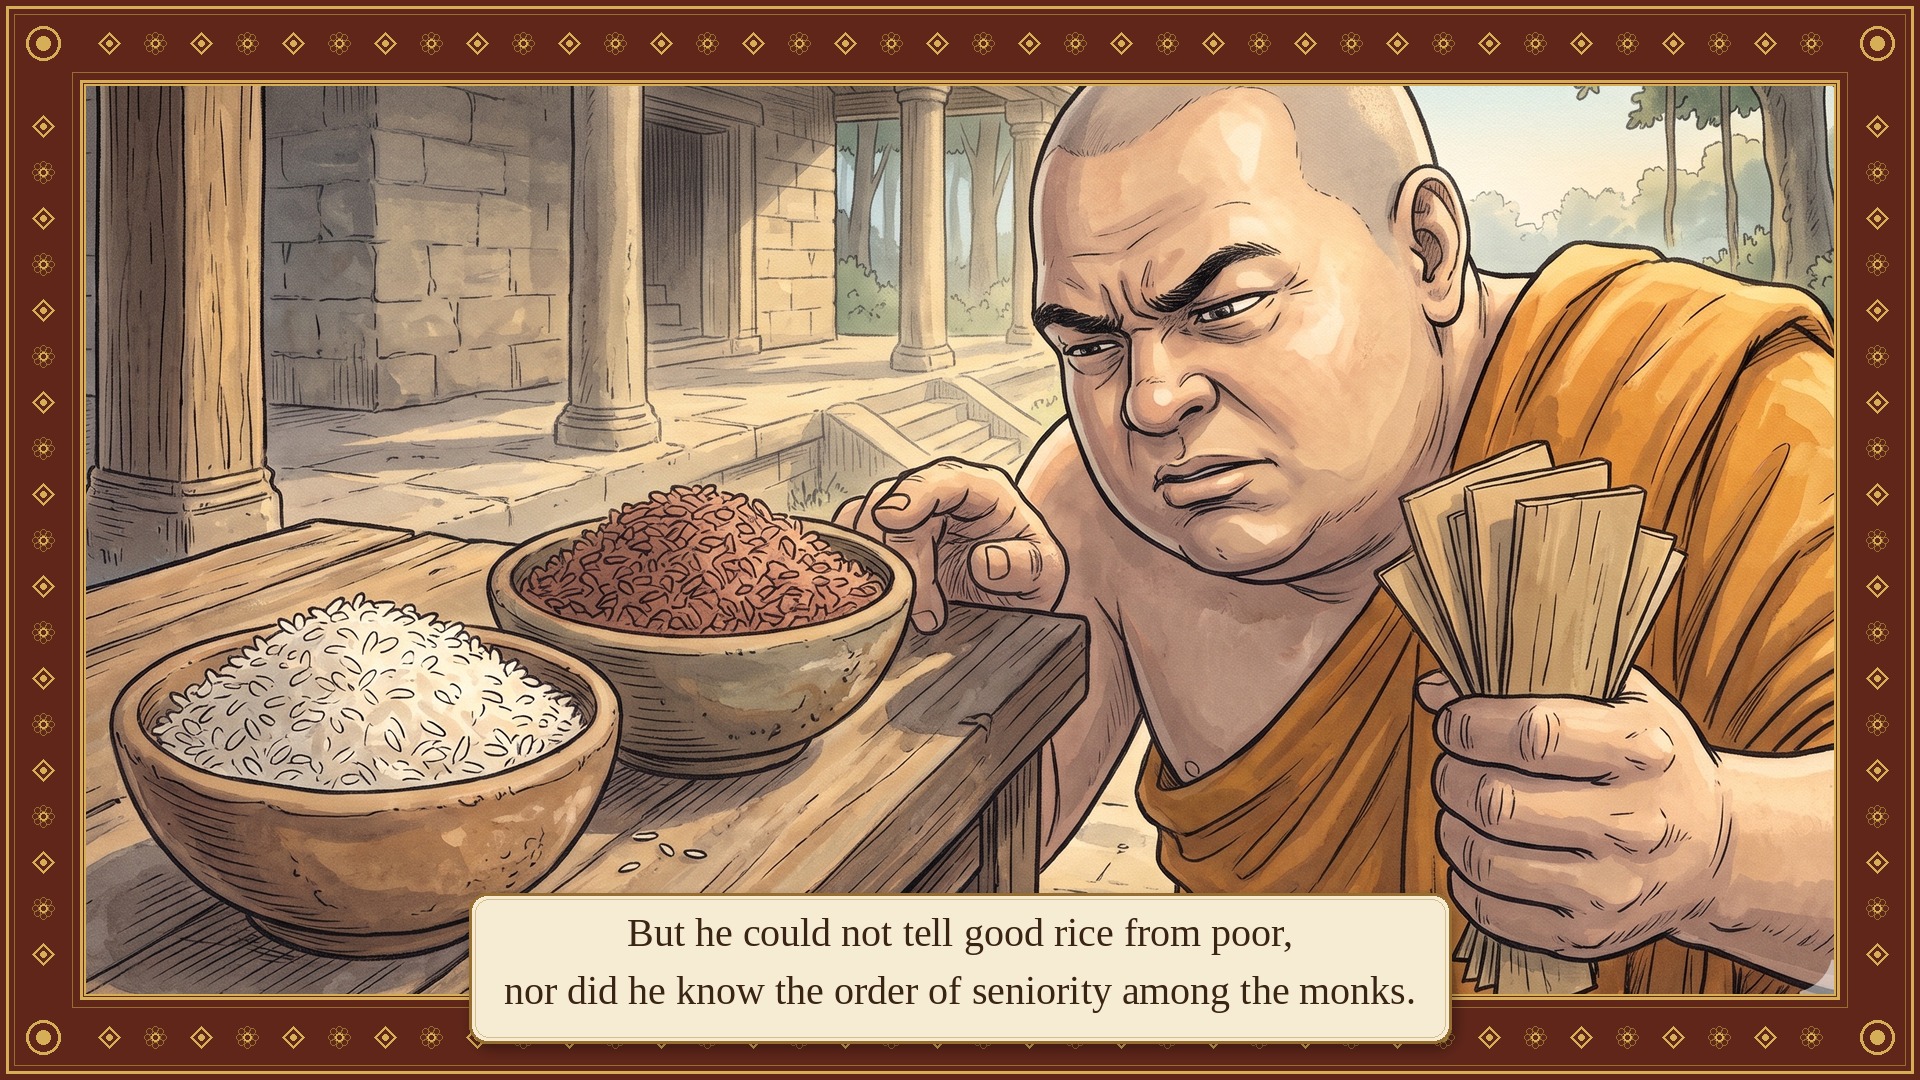 But he could not tell good rice from poor,
nor did he know the order of seniority among the monks.